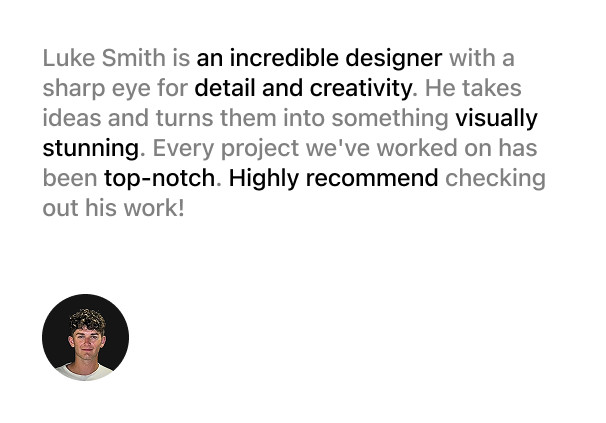 Luke Smith is an incredible designer with a
sharp eye for detail and creativity. He takes
ideas and turns them into something visually
stunning. Every project we've worked on has
been top-notch. Highly recommend checking
out his work!